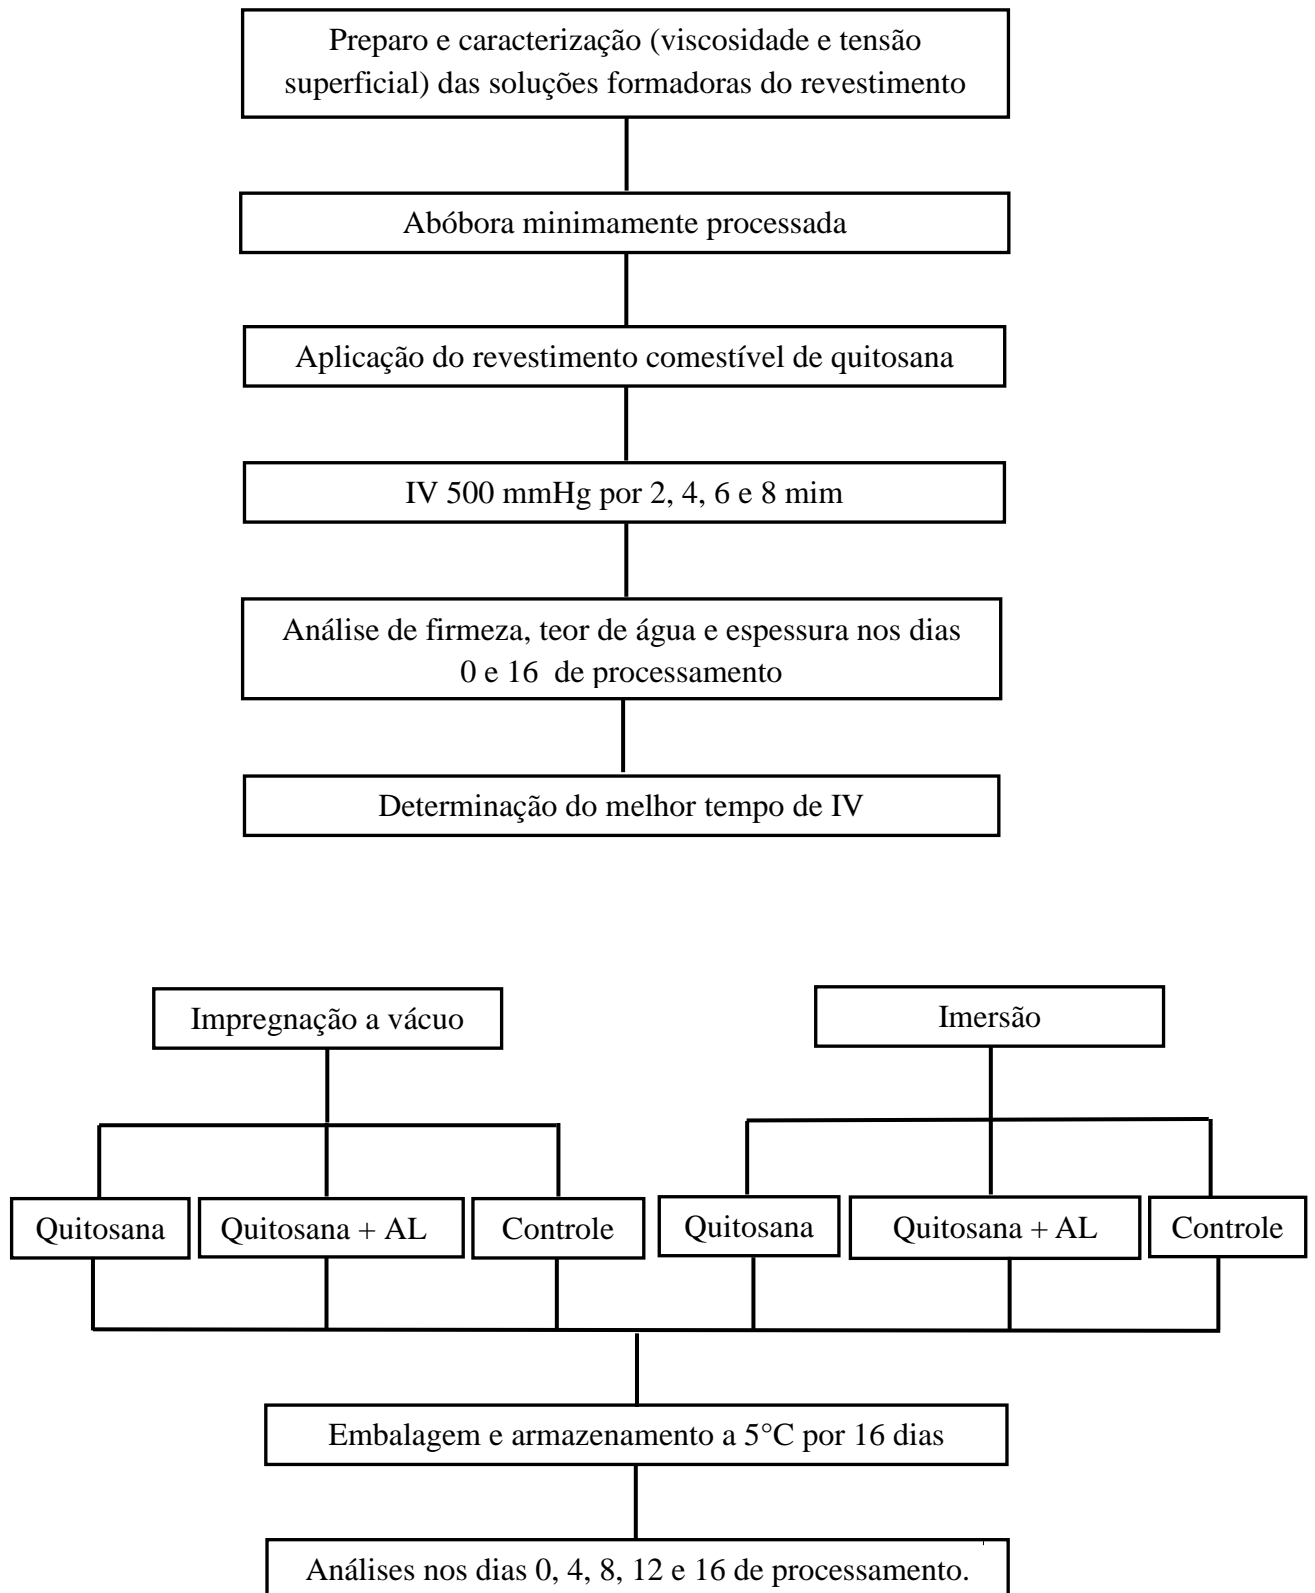 Preparo e caracterização (viscosidade e tensão
superficial) das soluções formadoras do revestimento
Abóbora minimamente processada
Aplicação do revestimento comestível de quitosana
IV 500 mmHg por 2, 4, 6 e 8 mim
Análise de firmeza, teor de água e espessura nos dias
0 e 16 de processamento
Determinação do melhor tempo de IV
Impregnação a vácuo
Imersão
Quitosana
Quitosana + AL
Controle
Quitosana
Quitosana + AL
Controle
Embalagem e armazenamento a 5°C por 16 dias
Análises nos dias 0, 4, 8, 12 e 16 de processamento.